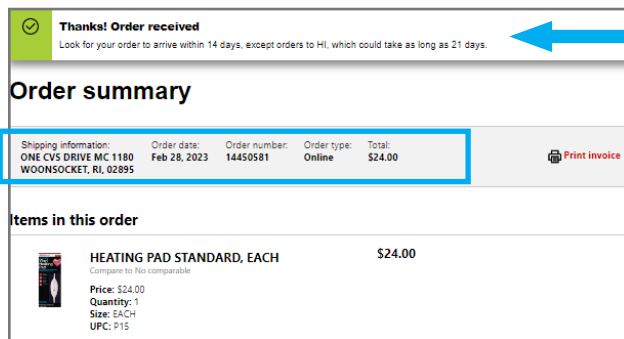 Thanks! Order received
Look for your order to arrive within 14 days, except orders to HI, which could take as long as 21 days.
Order summary
Shipping information: Order date: Order number: Order type: Total:
ONE CVS DRIVE MC 1180 Feb 28, 2023 14450581 Online $24.00
WOONSOCKET, RI, 02895
Print invoice
Items in this order
HEATING PAD STANDARD, EACH $24.00
Compare to No comparable
Price: $24.00
Quantity: 1
Size: EACH
UPC: P15